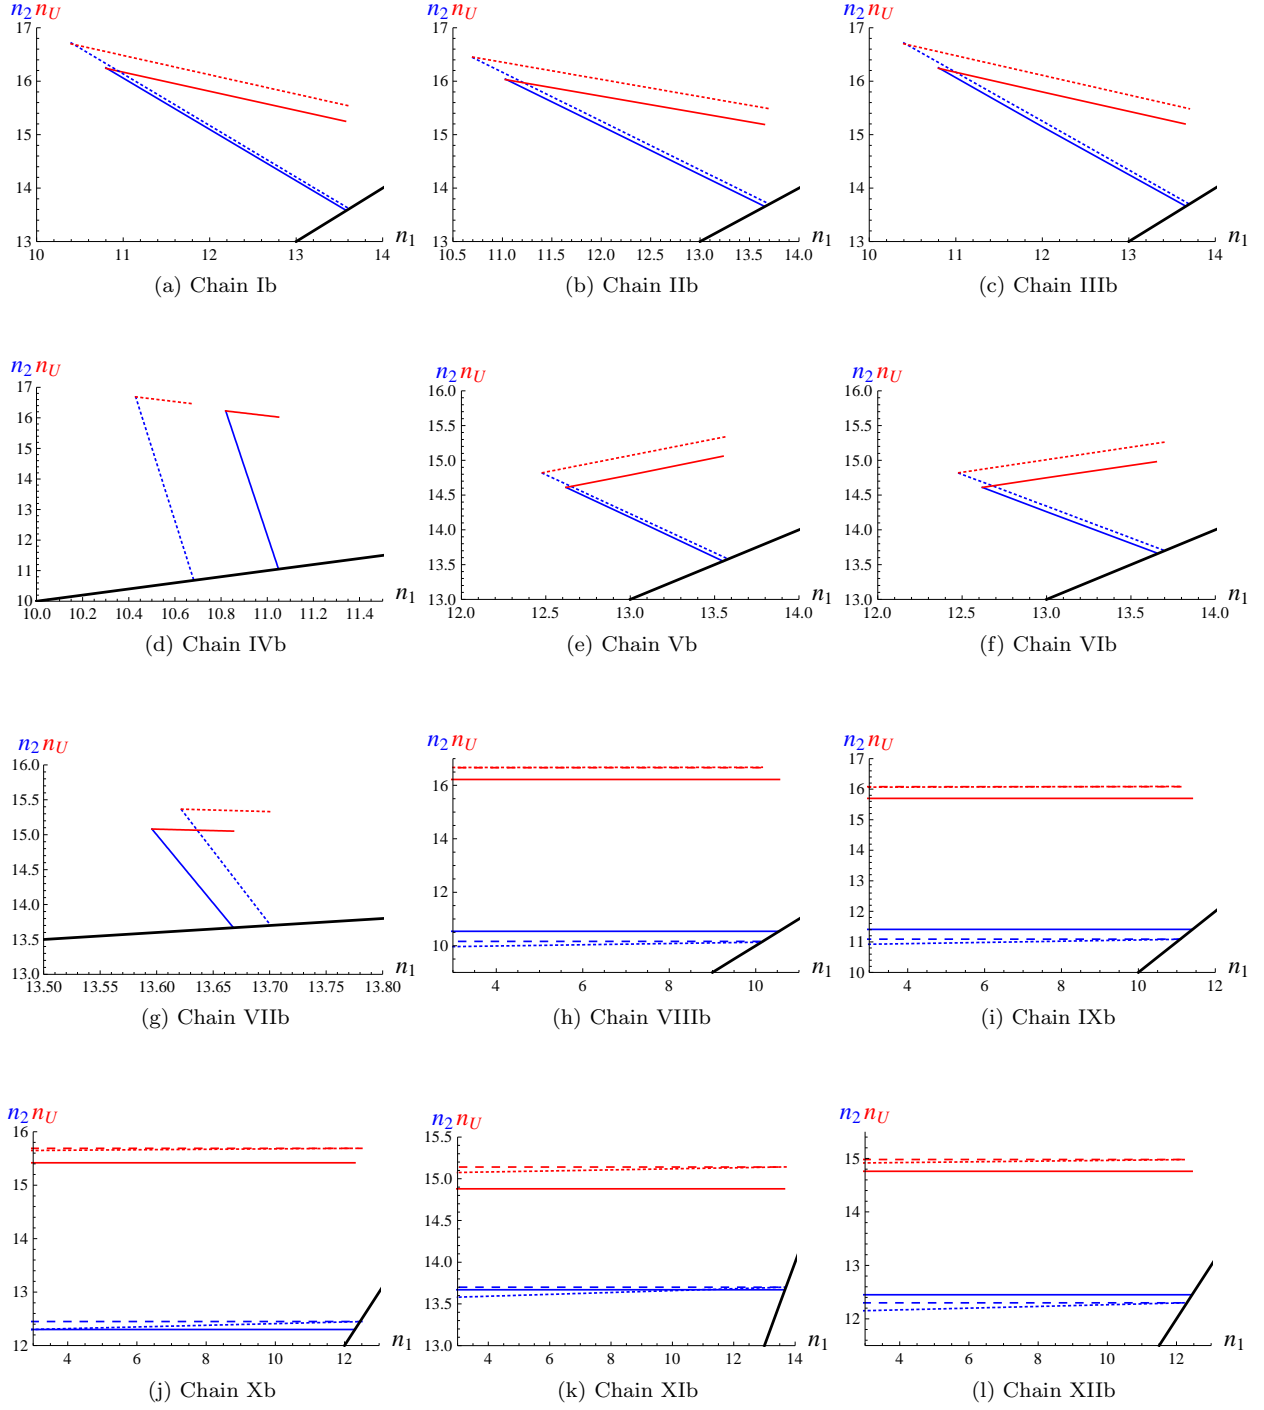 n2 nU n2 nU n2 nU
17 17 17
16 16 16
15 15 15
14 14 14
13 13 13
10 11 12 13 14 n1 10.5 11.0 11.5 12.0 12.5 13.0 13.5 14.0 n1 10 11 12 13 14 n1
(a) Chain Ib (b) Chain IIb (c) Chain IIIb
n2 nU n2 nU n2 nU
17 16.0 16.0
16 15.5 15.5
15 15.0 15.0
14 14.5 14.5
13 14.0 14.0
12 13.5 13.5
11 13.0 13.0
10
10.0 10.2 10.4 10.6 10.8 11.0 11.2 11.4 n1 12.0 12.5 13.0 13.5 14.0 n1 12.0 12.5 13.0 13.5 14.0 n1
(d) Chain IVb (e) Chain Vb (f) Chain VIb
n2 nU n2 nU n2 nU
16.0 16 17
15.5 14 16
15.0 12 15
14.5 10 14
14.0 13
13.5 12
13.0 11
10
13.50 13.55 13.60 13.65 13.70 13.75 13.80 n1 4 6 8 10 n1 4 6 8 10 12 n1
(g) Chain VIIb (h) Chain VIIIb (i) Chain IXb
n2 nU n2 nU n2 nU
16 15.5 15
15 15.0 14
14 14.5 13
13 14.0 12
12 13.5
13.0
4 6 8 10 12 n1 4 6 8 10 12 14 n1 4 6 8 10 12 n1
(j) Chain Xb (k) Chain XIb (l) Chain XIIb